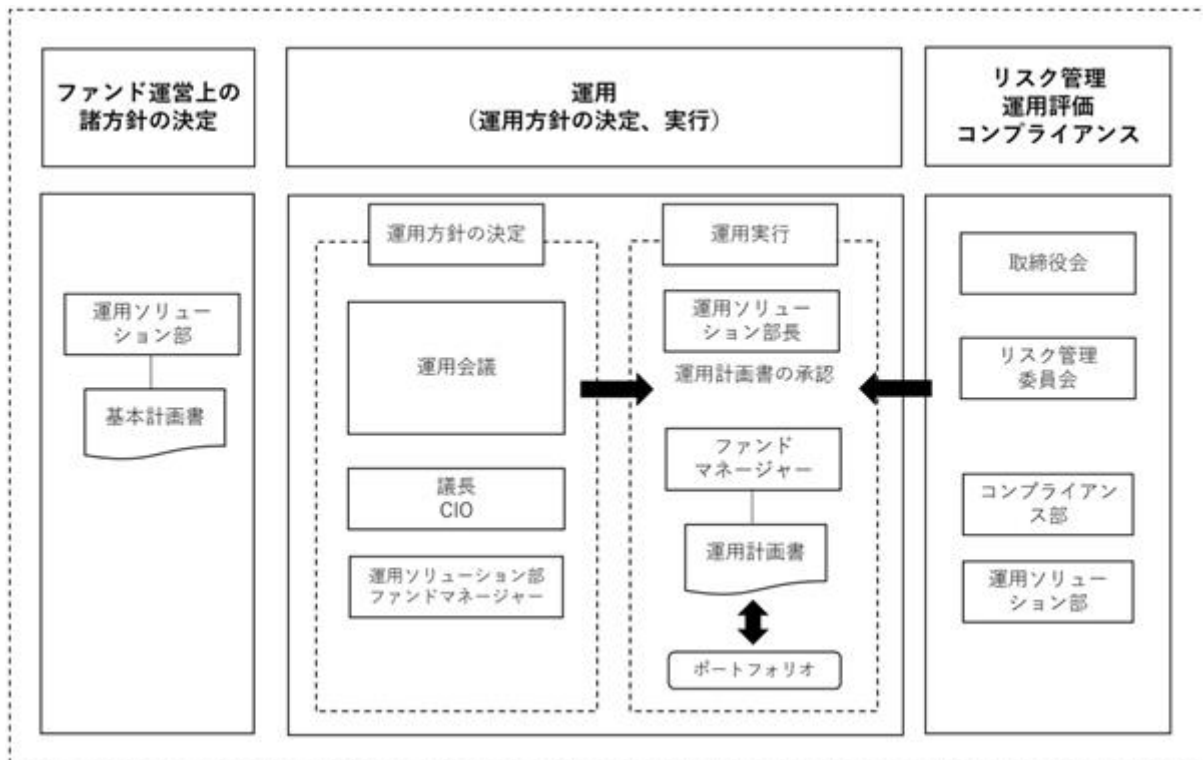 ファンド運営上の
諸方針の決定
運用
（運用方針の決定、実行）
リスク管理
運用評価
コンプライアンス
運用ソリュー
ション部
基本計画書
運用方針の決定
運用会議
議長
CIO
運用ソリューション部
ファンドマネージャー
運用実行
運用ソリュー
ション部長
運用計画書の承認
ファンド
マネージャー
運用計画書
ポートフォリオ
取締役会
リスク管理
委員会
コンプライアン
ス部
運用ソリュー
ション部